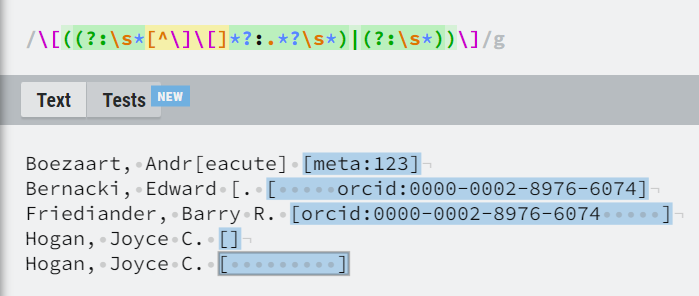 /\[((?:\s*[^\]\[]*?:.*?\s*)|(?:\s*))\]/g
Text Tests NEW
Boezaart, Andr[eacute] [meta:123]
Bernacki, Edward [. [     orcid:0000-0002-8976-6074]
Friediander, Barry R. [orcid:0000-0002-8976-6074     ]
Hogan, Joyce C. []
Hogan, Joyce C. [         ]